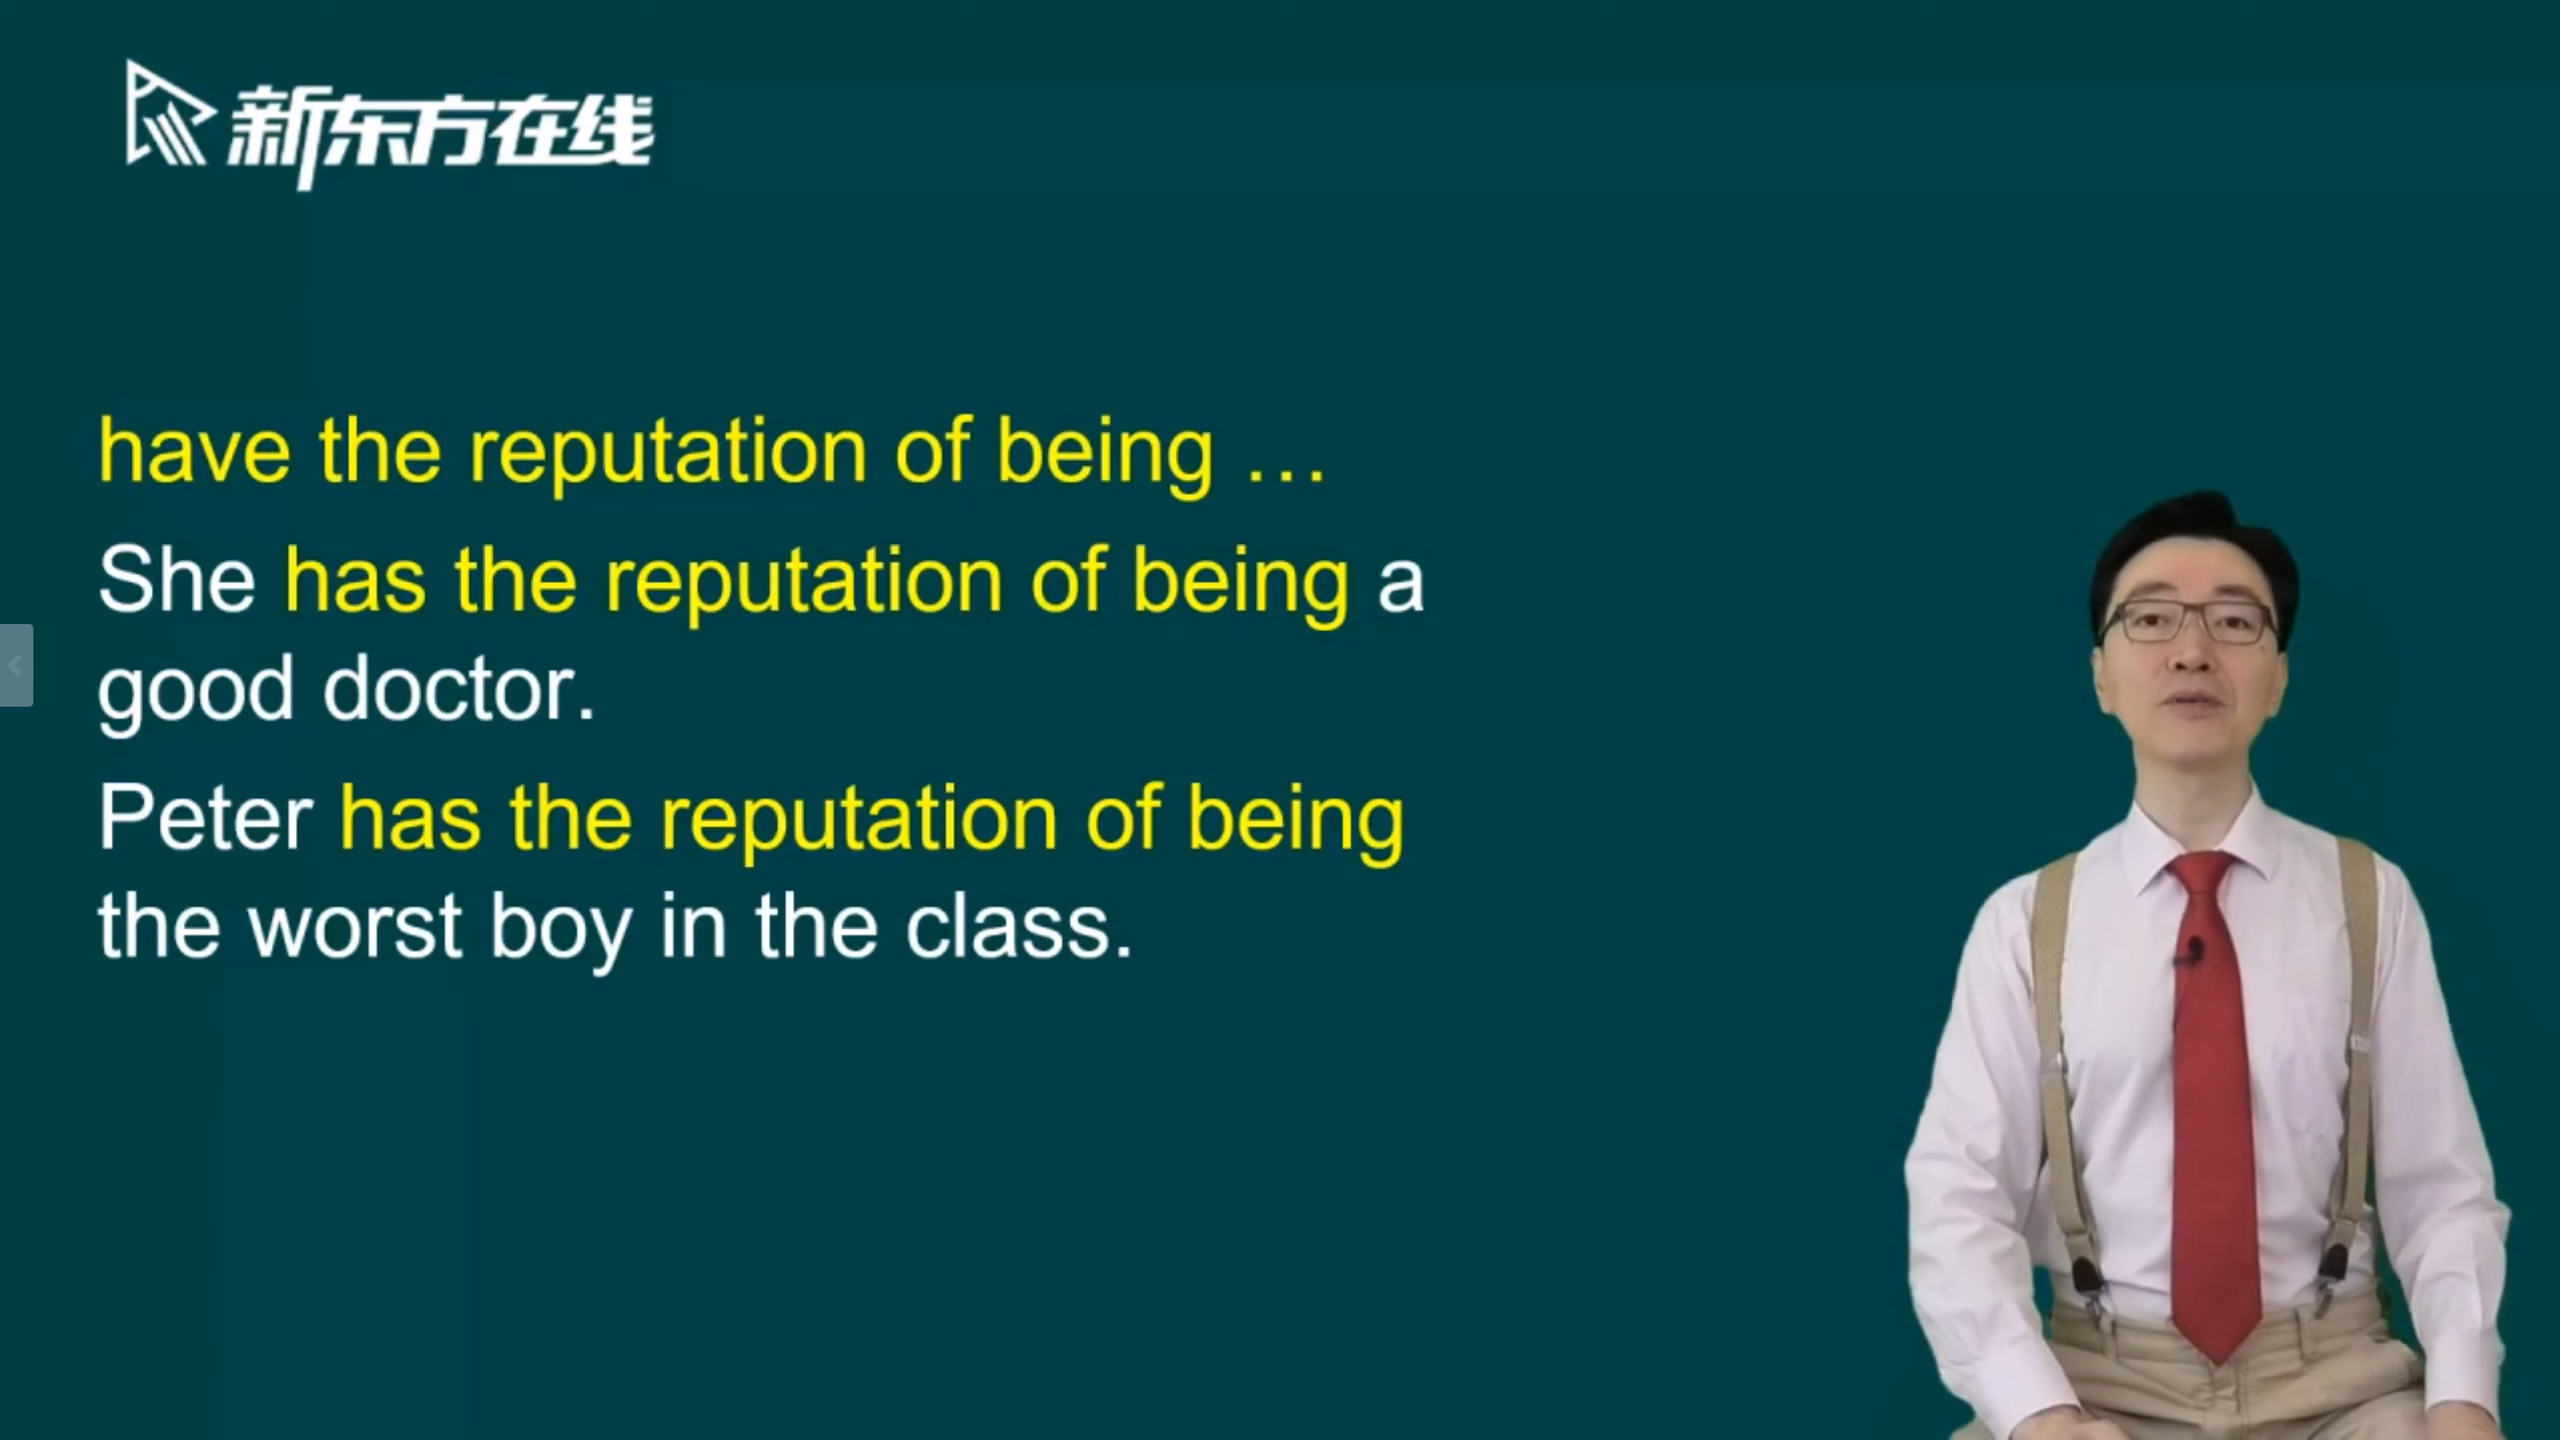 新东方在线
have the reputation of being …
She has the reputation of being a
good doctor.
Peter has the reputation of being
the worst boy in the class.